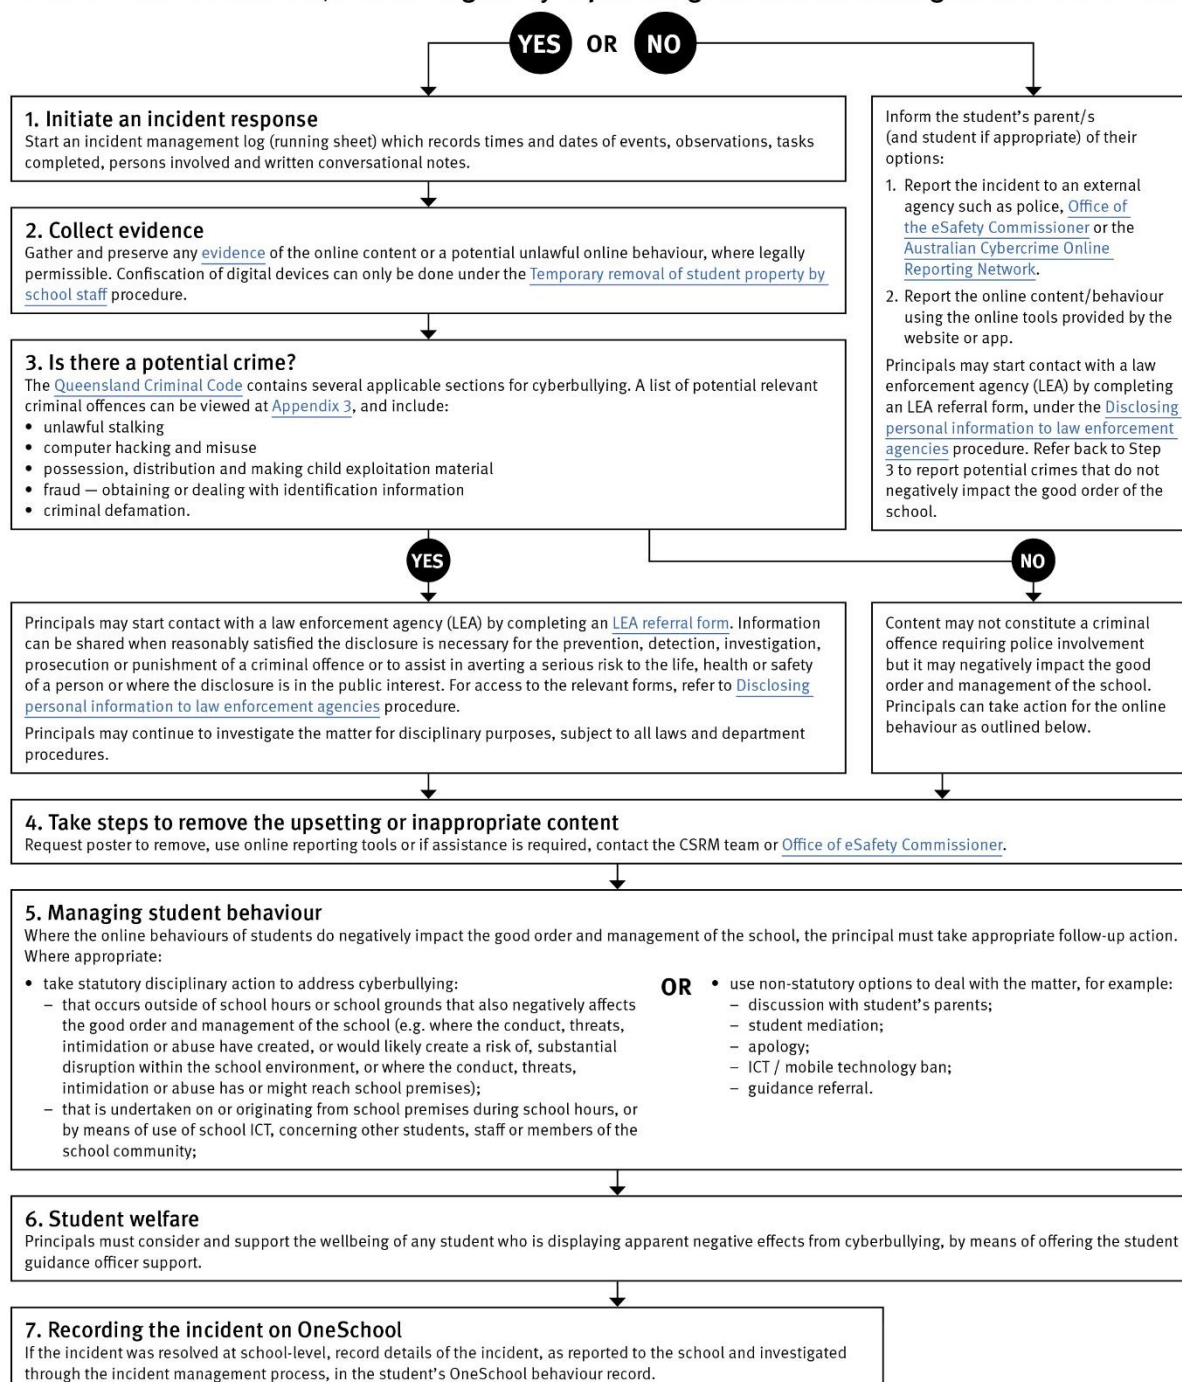 YES OR NO
1. Initiate an incident response
Start an incident management log (running sheet) which records times and dates of events, observations, tasks
completed, persons involved and written conversational notes.
2. Collect evidence
Gather and preserve any evidence of the online content or a potential unlawful online behaviour, where legally
permissible. Confiscation of digital devices can only be done under the Temporary removal of student property by
school staff procedure.
3. Is there a potential crime?
The Queensland Criminal Code contains several applicable sections for cyberbullying. A list of potential relevant
criminal offences can be viewed at Appendix 3, and include:
• unlawful stalking
• computer hacking and misuse
• possession, distribution and making child exploitation material
• fraud — obtaining or dealing with identification information
• criminal defamation.
Inform the student's parent/s
(and student if appropriate) of their
options:
1. Report the incident to an external
agency such as police, Office of
the eSafety Commissioner or the
Australian Cybercrime Online
Reporting Network.
2. Report the online content/behaviour
using the online tools provided by the
website or app.
Principals may start contact with a law
enforcement agency (LEA) by completing
an LEA referral form, under the Disclosing
personal information to law enforcement
agencies procedure. Refer back to Step
3 to report potential crimes that do not
negatively impact the good order of the
school.
YES
NO
Principals may start contact with a law enforcement agency (LEA) by completing an LEA referral form. Information
can be shared when reasonably satisfied the disclosure is necessary for the prevention, detection, investigation,
prosecution or punishment of a criminal offence or to assist in averting a serious risk to the life, health or safety
of a person or where the disclosure is in the public interest. For access to the relevant forms, refer to Disclosing
personal information to law enforcement agencies procedure.
Principals may continue to investigate the matter for disciplinary purposes, subject to all laws and department
procedures.
Content may not constitute a criminal
offence requiring police involvement
but it may negatively impact the good
order and management of the school.
Principals can take action for the online
behaviour as outlined below.
4. Take steps to remove the upsetting or inappropriate content
Request poster to remove, use online reporting tools or if assistance is required, contact the CSRM team or Office of eSafety Commissioner.
5. Managing student behaviour
Where the online behaviours of students do negatively impact the good order and management of the school, the principal must take appropriate follow-up action.
Where appropriate:
• take statutory disciplinary action to address cyberbullying:
– that occurs outside of school hours or school grounds that also negatively affects
the good order and management of the school (e.g. where the conduct, threats,
intimidation or abuse have created, or would likely create a risk of, substantial
disruption within the school environment, or where the conduct, threats,
intimidation or abuse has or might reach school premises);
– that is undertaken on or originating from school premises during school hours, or
by means of use of school ICT, concerning other students, staff or members of the
school community;
OR
• use non-statutory options to deal with the matter, for example:
– discussion with student's parents;
– student mediation;
– apology;
– ICT / mobile technology ban;
– guidance referral.
6. Student welfare
Principals must consider and support the wellbeing of any student who is displaying apparent negative effects from cyberbullying, by means of offering the student
guidance officer support.
7. Recording the incident on OneSchool
If the incident was resolved at school-level, record details of the incident, as reported to the school and investigated
through the incident management process, in the student's OneSchool behaviour record.